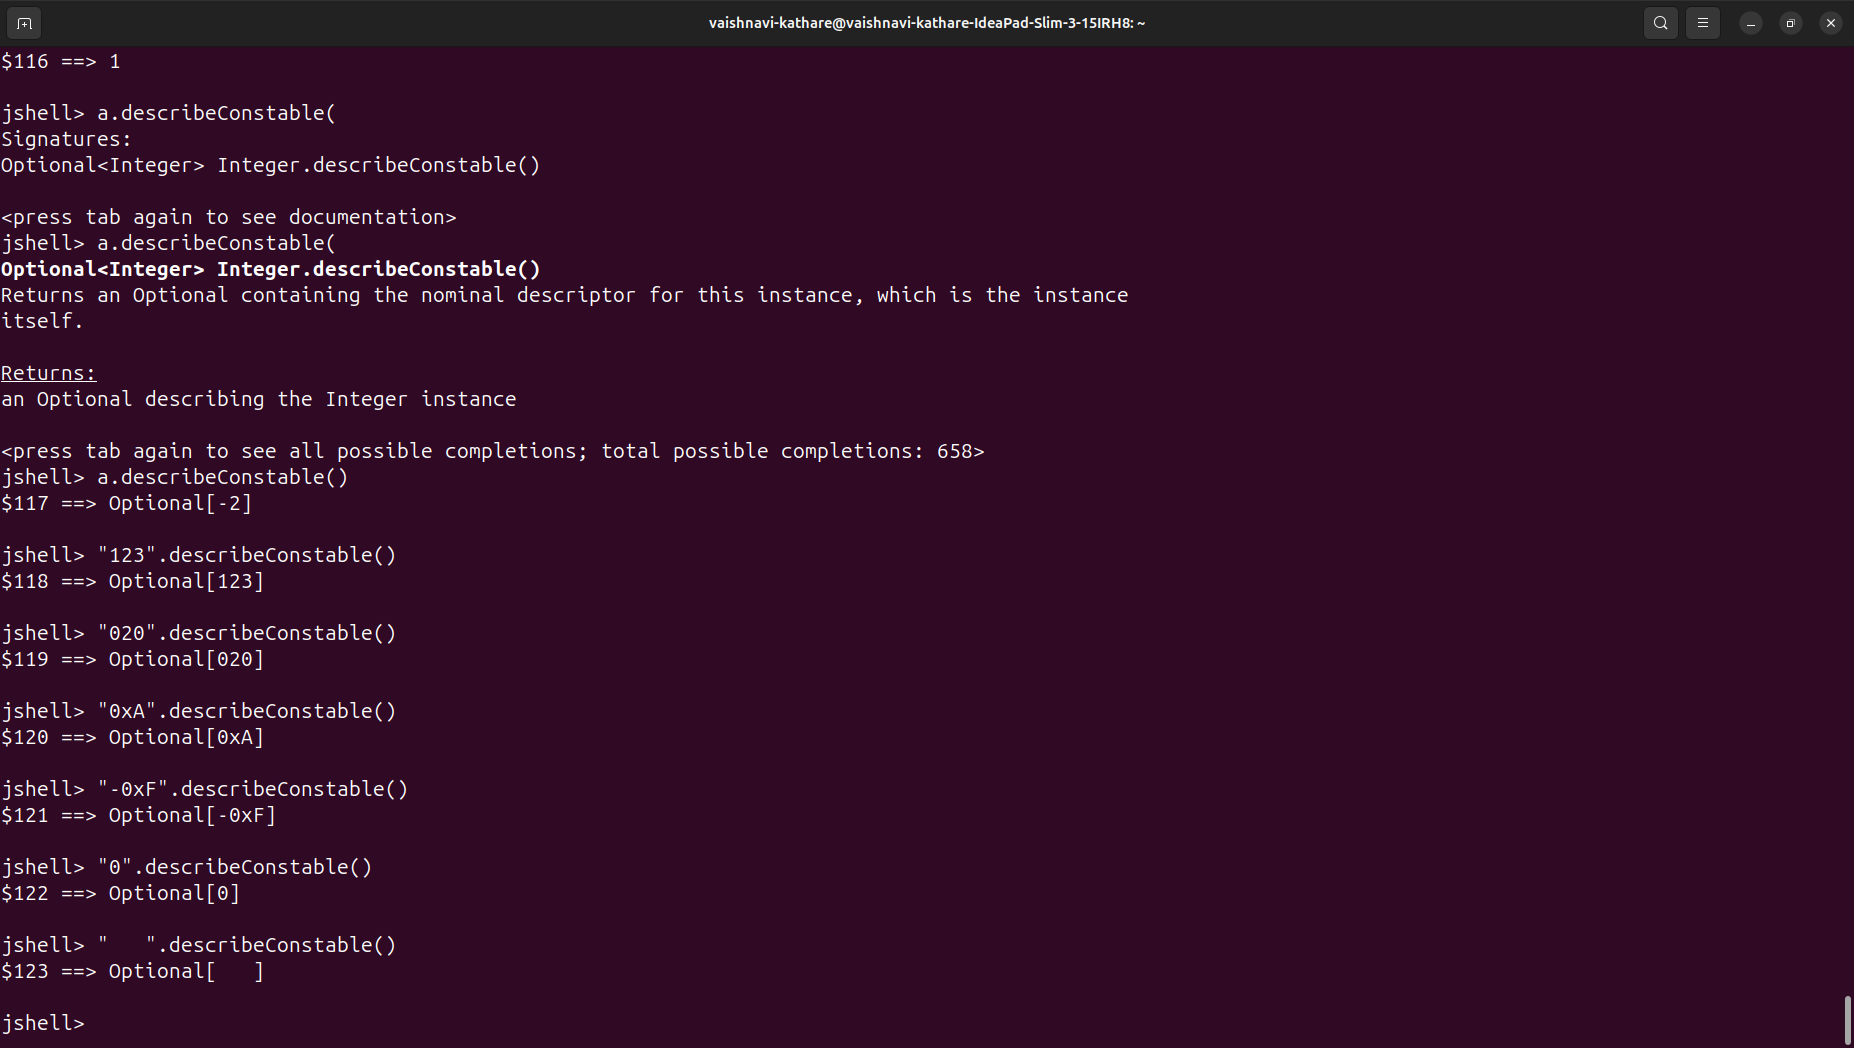 vaishnavi-kathare@vaishnavi-kathare-IdeaPad-Slim-3-15IRH8: ~
$116 ==> 1
jshell> a.describeConstable(
Signatures:
Optional<Integer> Integer.describeConstable()
<press tab again to see documentation>
jshell> a.describeConstable(
Optional<Integer> Integer.describeConstable()
Returns an Optional containing the nominal descriptor for this instance, which is the instance
itself.
Returns:
an Optional describing the Integer instance
<press tab again to see all possible completions; total possible completions: 658>
jshell> a.describeConstable()
$117 ==> Optional[-2]
jshell> "123".describeConstable()
$118 ==> Optional[123]
jshell> "020".describeConstable()
$119 ==> Optional[020]
jshell> "0xA".describeConstable()
$120 ==> Optional[0xA]
jshell> "-0xF".describeConstable()
$121 ==> Optional[-0xF]
jshell> "0".describeConstable()
$122 ==> Optional[0]
jshell> "   ".describeConstable()
$123 ==> Optional[   ]
jshell>